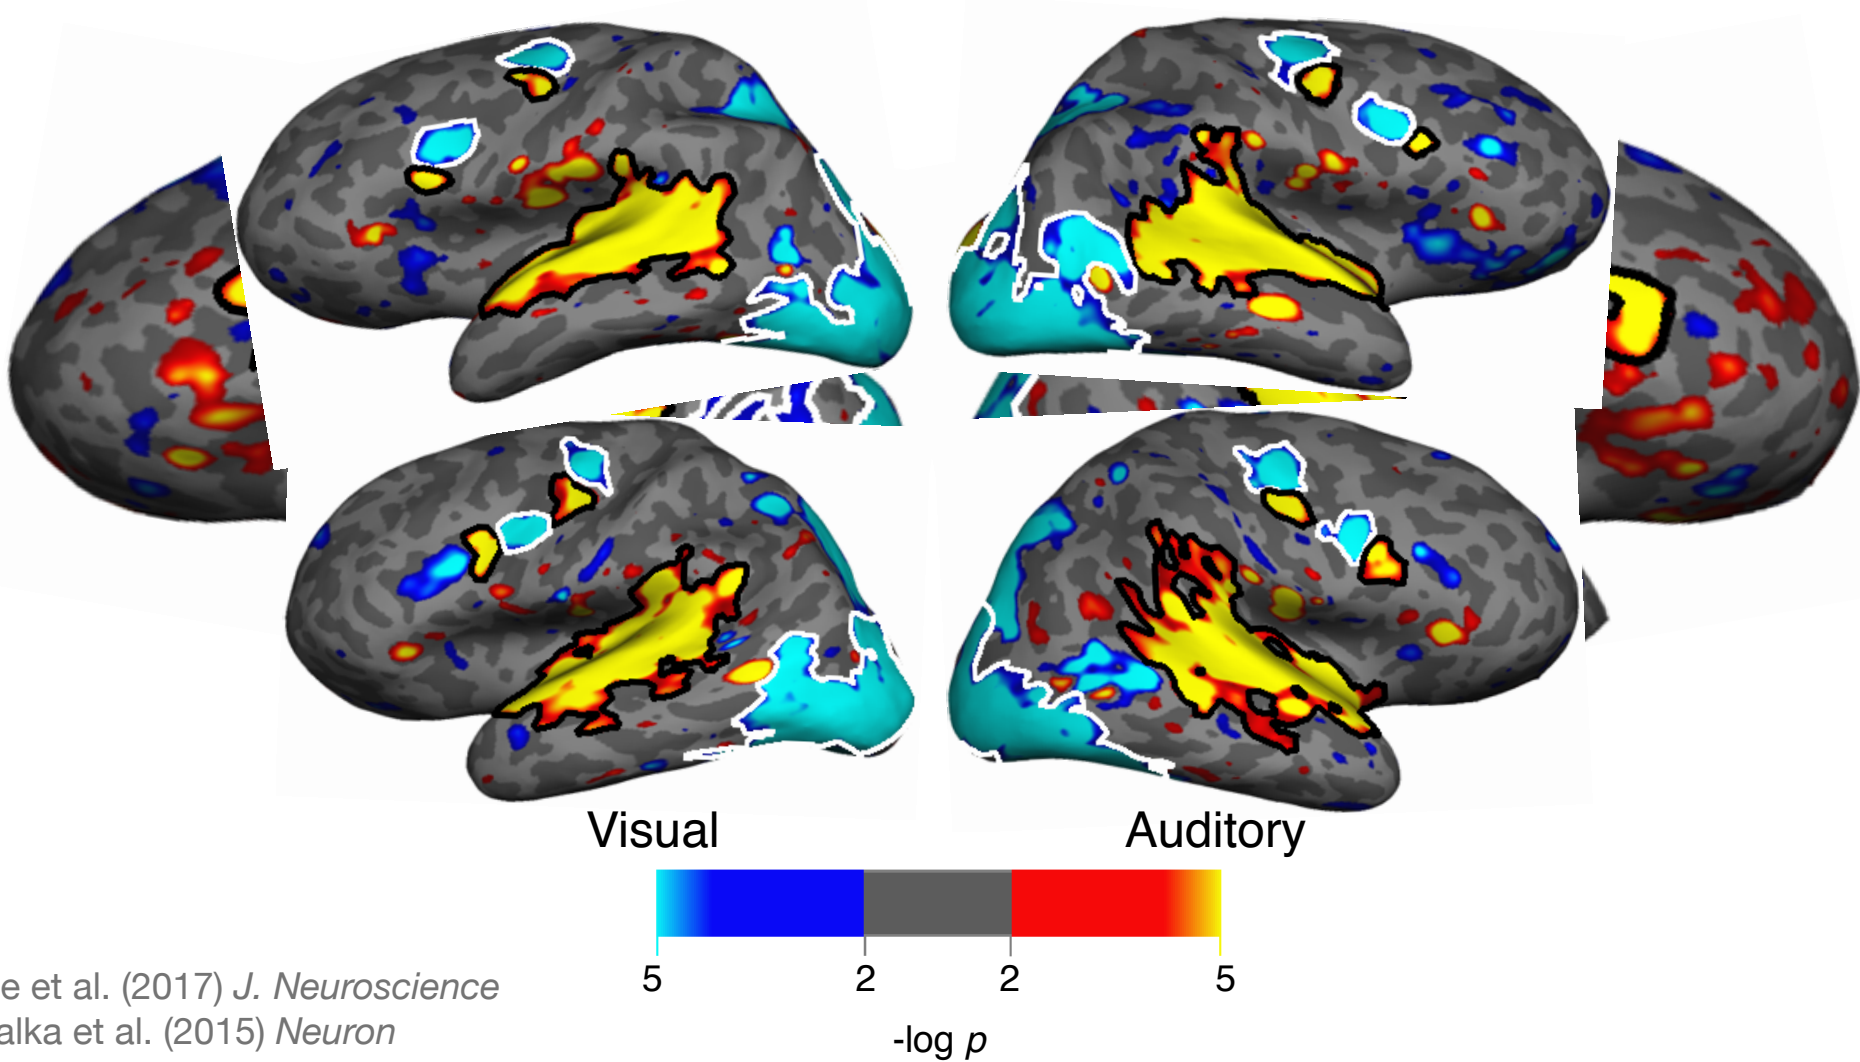 Visual Auditory
5 2 2 5
-log p
e et al. (2017) J. Neuroscience
alka et al. (2015) Neuron